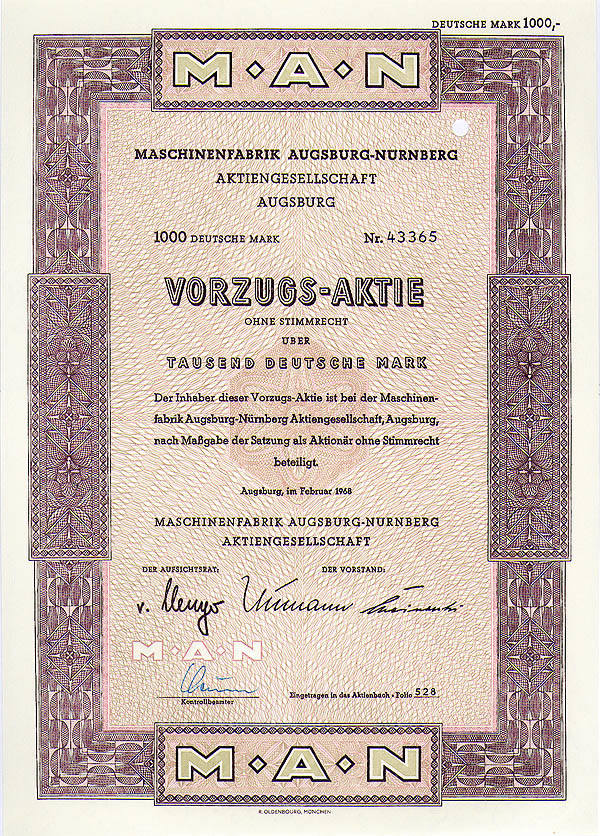 DEUTSCHE MARK 1000,-
M·A·N
MASCHINENFABRIK AUGSBURG-NÜRNBERG
AKTIENGESELLSCHAFT
AUGSBURG
1000 DEUTSCHE MARK Nr. 43365
VORZUGS-AKTIE
OHNE STIMMRECHT
ÜBER
TAUSEND DEUTSCHE MARK
Der Inhaber dieser Vorzugs-Aktie ist bei der Maschinen-
fabrik Augsburg-Nürnberg Aktiengesellschaft, Augsburg,
nach Maßgabe der Satzung als Aktionär ohne Stimmrecht
beteiligt.
Augsburg, im Februar 1968
MASCHINENFABRIK AUGSBURG-NÜRNBERG
AKTIENGESELLSCHAFT
DER AUFSICHTSRAT: DER VORSTAND:
v.
M·A·N
Kontrollbeamter
Eingetragen in das Aktienbuch · Folio 528
M·A·N
R. OLDENBOURG, MÜNCHEN